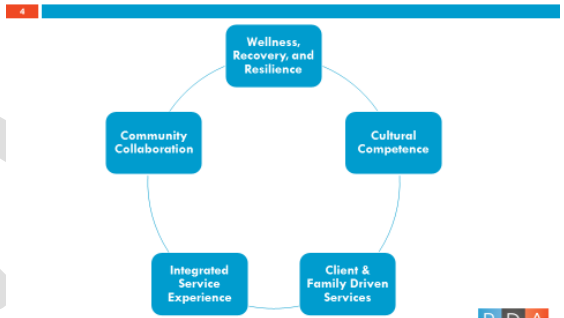 4
Wellness,
Recovery, and
Resilience
Community
Collaboration
Cultural
Competence
Integrated
Service
Experience
Client &
Family Driven
Services